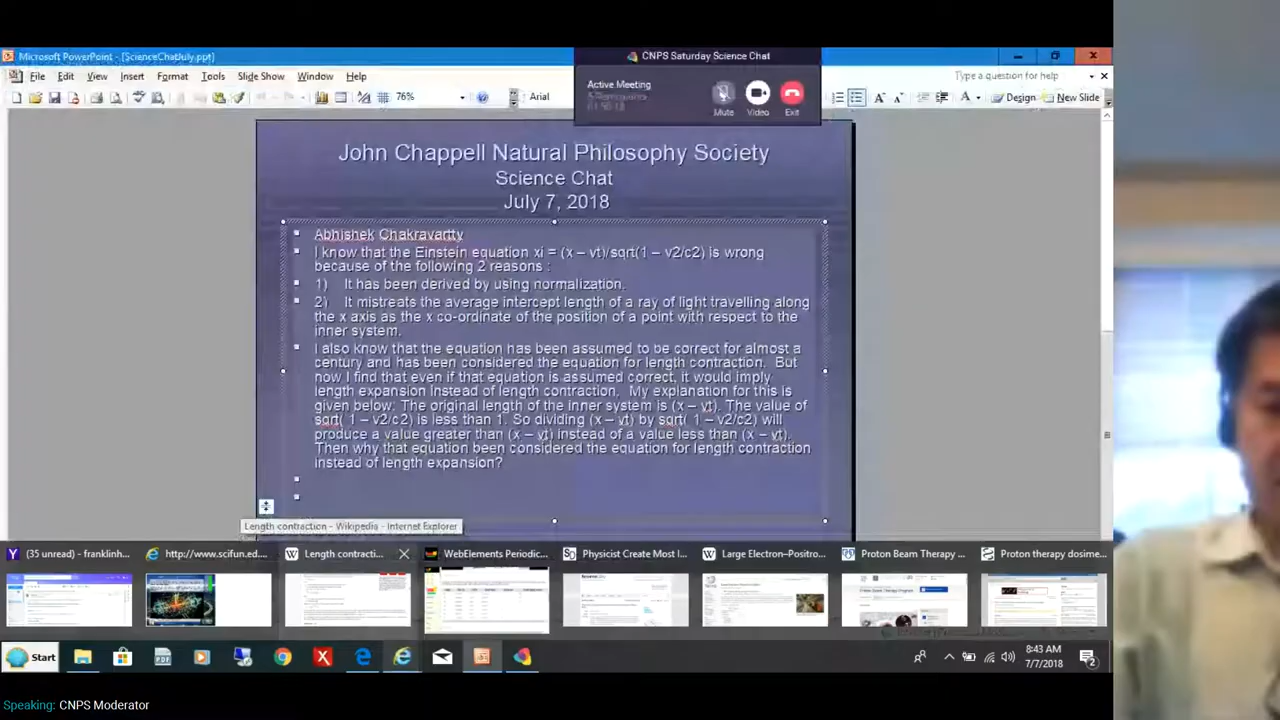 Microsoft PowerPoint - [ScienceChatJuly.ppt]
CNPS Saturday Science Chat
File Edit View Insert Format Tools Slide Show Window Help
Type a question for help
Active Meeting
Mute Video Exit
76%
Arial
Design New Slide
John Chappell Natural Philosophy Society
Science Chat
July 7, 2018
Abhishek Chakravartty
I know that the Einstein equation xi = (x – vt)/sqrt(1 – v2/c2) is wrong
because of the following 2 reasons :
1) It has been derived by using normalization.
2) It mistreats the average intercept length of a ray of light travelling along
the x axis as the x co-ordinate of the position of a point with respect to the
inner system.
I also know that the equation has been assumed to be correct for almost a
century and has been considered the equation for length contraction. But
now I find that even if that equation is assumed correct, it would imply
length expansion instead of length contraction. My explanation for this is
given below: The original length of the inner system is (x – vt). The value of
sqrt( 1 – v2/c2) is less than 1. So dividing (x – vt) by sqrt( 1 – v2/c2) will
produce a value greater than (x – vt) instead of a value less than (x – vt).
Then why that equation been considered the equation for length contraction
instead of length expansion?
Length contraction - Wikipedia - Internet Explorer
(35 unread) - franklinh...
http://www.scifun.ed...
Length contracti...
WebElements Periodic...
Physicist Create Most I...
Large Electron–Positro...
Proton Beam Therapy ...
Proton therapy dosime...
Start
8:43 AM
7/7/2018
2
Speaking: CNPS Moderator